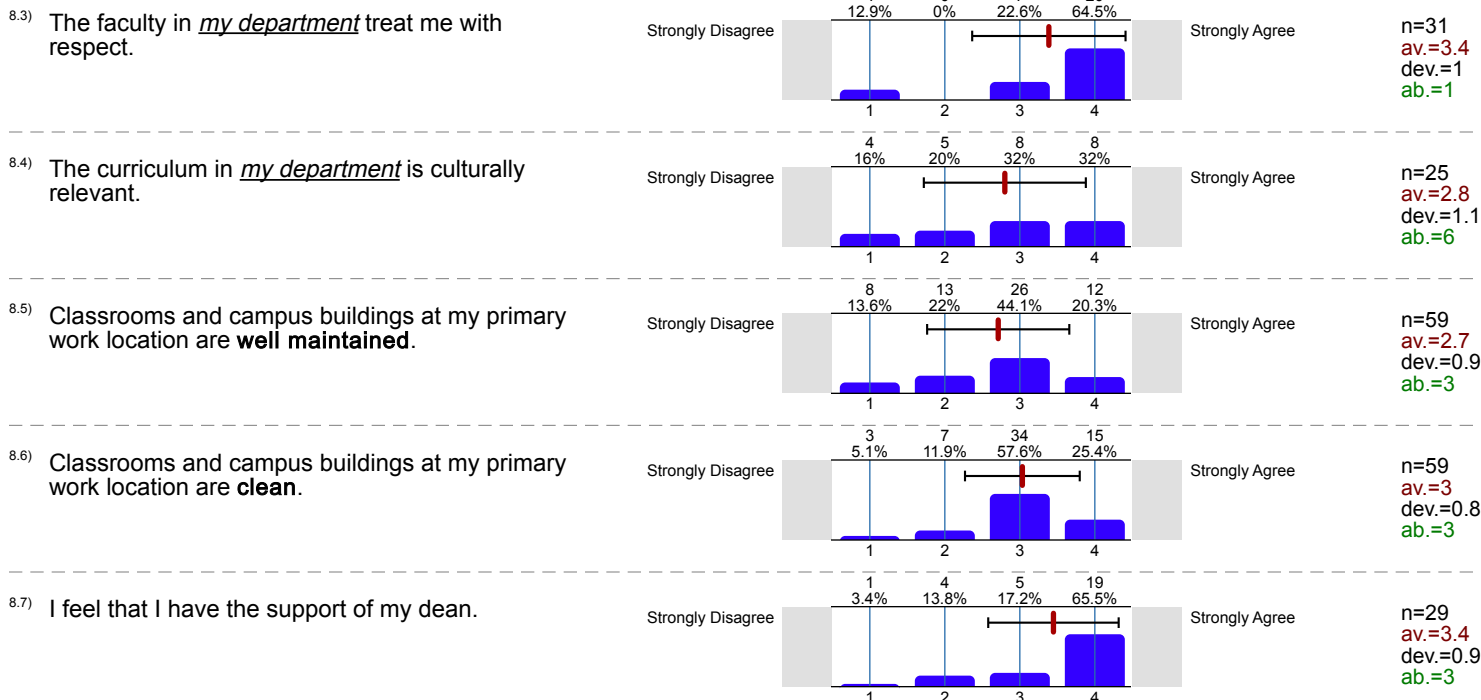 12.9% 0% 22.6% 64.5%
8.3) The faculty in my department treat me with
respect.
Strongly Disagree
Strongly Agree
n=31
av.=3.4
dev.=1
ab.=1
1 2 3 4
4 5 8 8
16% 20% 32% 32%
8.4) The curriculum in my department is culturally
relevant.
Strongly Disagree
Strongly Agree
n=25
av.=2.8
dev.=1.1
ab.=6
1 2 3 4
8 13 26 12
13.6% 22% 44.1% 20.3%
8.5) Classrooms and campus buildings at my primary
work location are well maintained.
Strongly Disagree
Strongly Agree
n=59
av.=2.7
dev.=0.9
ab.=3
1 2 3 4
3 7 34 15
5.1% 11.9% 57.6% 25.4%
8.6) Classrooms and campus buildings at my primary
work location are clean.
Strongly Disagree
Strongly Agree
n=59
av.=3
dev.=0.8
ab.=3
1 2 3 4
1 4 5 19
3.4% 13.8% 17.2% 65.5%
8.7) I feel that I have the support of my dean.
Strongly Disagree
Strongly Agree
n=29
av.=3.4
dev.=0.9
ab.=3
1 2 3 4